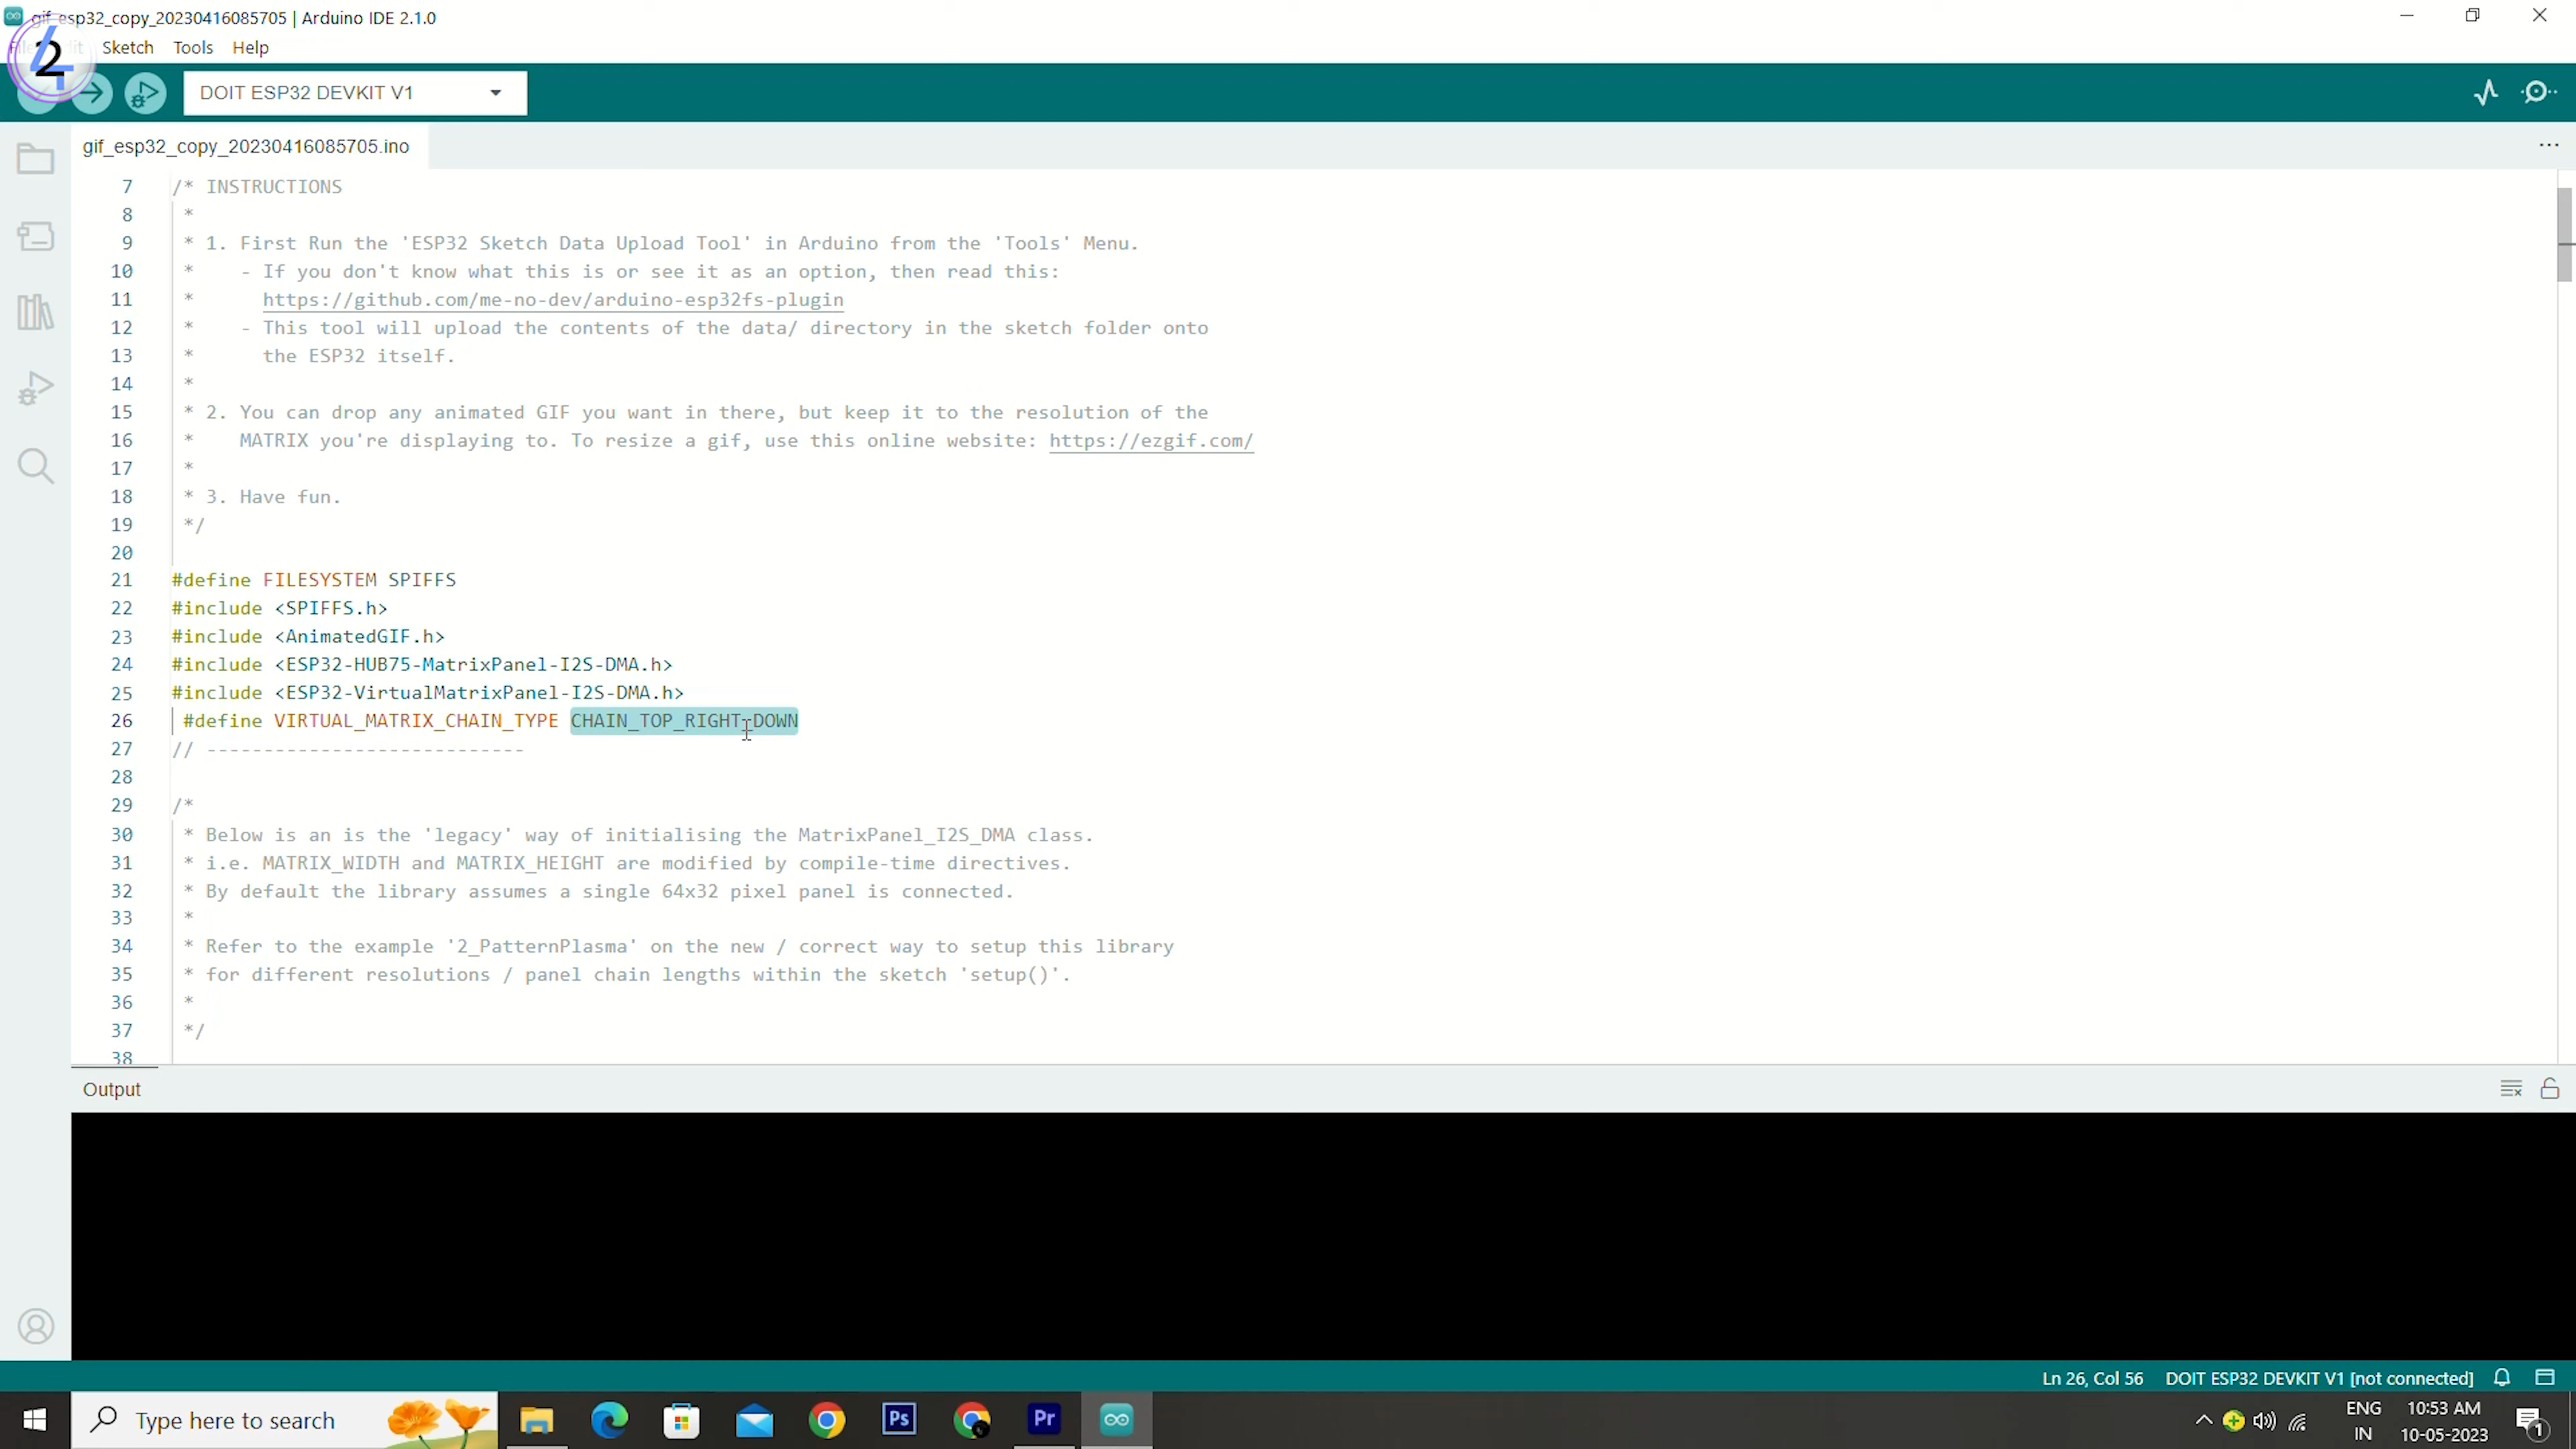 gif_esp32_copy_20230416085705 | Arduino IDE 2.1.0
Sketch Tools Help
2
DOIT ESP32 DEVKIT V1
gif_esp32_copy_20230416085705.ino
7 /* INSTRUCTIONS
8 *
9 * 1. First Run the 'ESP32 Sketch Data Upload Tool' in Arduino from the 'Tools' Menu.
10 * - If you don't know what this is or see it as an option, then read this:
11 * https://github.com/me-no-dev/arduino-esp32fs-plugin
12 * - This tool will upload the contents of the data/ directory in the sketch folder onto
13 * the ESP32 itself.
14 *
15 * 2. You can drop any animated GIF you want in there, but keep it to the resolution of the
16 * MATRIX you're displaying to. To resize a gif, use this online website: https://ezgif.com/
17 *
18 * 3. Have fun.
19 */
20
21 #define FILESYSTEM SPIFFS
22 #include <SPIFFS.h>
23 #include <AnimatedGIF.h>
24 #include <ESP32-HUB75-MatrixPanel-I2S-DMA.h>
25 #include <ESP32-VirtualMatrixPanel-I2S-DMA.h>
26 #define VIRTUAL_MATRIX_CHAIN_TYPE CHAIN_TOP_RIGHT_DOWN
27 // ----------------------------
28
29 /*
30 * Below is an is the 'legacy' way of initialising the MatrixPanel_I2S_DMA class.
31 * i.e. MATRIX_WIDTH and MATRIX_HEIGHT are modified by compile-time directives.
32 * By default the library assumes a single 64x32 pixel panel is connected.
33 *
34 * Refer to the example '2_PatternPlasma' on the new / correct way to setup this library
35 * for different resolutions / panel chain lengths within the sketch 'setup()'.
36 *
37 */
38
Output
Ln 26, Col 56 DOIT ESP32 DEVKIT V1 [not connected]
Type here to search
Ps
Pr
ENG
IN
10:53 AM
10-05-2023
1